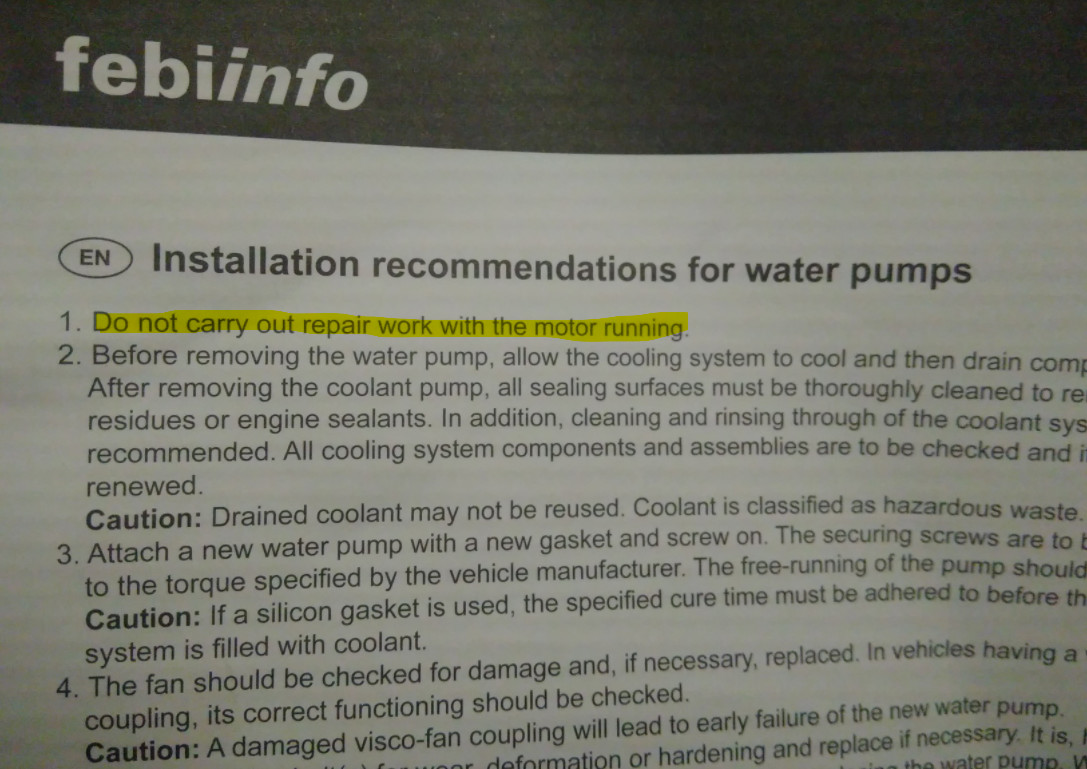 febiinfo
EN Installation recommendations for water pumps
1. Do not carry out repair work with the motor running.
2. Before removing the water pump, allow the cooling system to cool and then drain comp
After removing the coolant pump, all sealing surfaces must be thoroughly cleaned to re
residues or engine sealants. In addition, cleaning and rinsing through of the coolant sys
recommended. All cooling system components and assemblies are to be checked and i
renewed.
Caution: Drained coolant may not be reused. Coolant is classified as hazardous waste.
3. Attach a new water pump with a new gasket and screw on. The securing screws are to b
to the torque specified by the vehicle manufacturer. The free-running of the pump should
Caution: If a silicon gasket is used, the specified cure time must be adhered to before th
system is filled with coolant.
4. The fan should be checked for damage and, if necessary, replaced. In vehicles having a
coupling, its correct functioning should be checked.
Caution: A damaged visco-fan coupling will lead to early failure of the new water pump.
for wear, deformation or hardening and replace if necessary. It is,
the water pump.